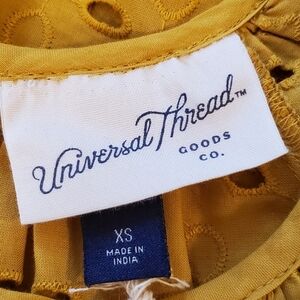 Universal Thread™
GOODS
CO.
XS
MADE IN
INDIA